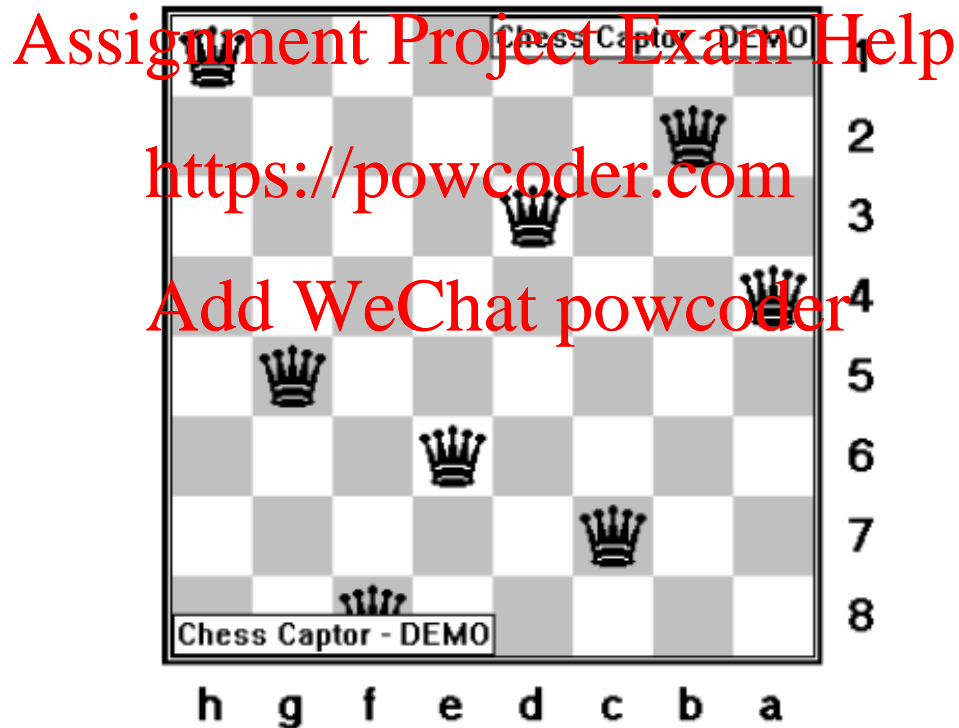 Assignment Project Exam Help
Chess Captor - DEMO
1
2
https://powcoder.com
3
Add WeChat powcoder
4
5
6
7
8
Chess Captor - DEMO
h g f e d c b a